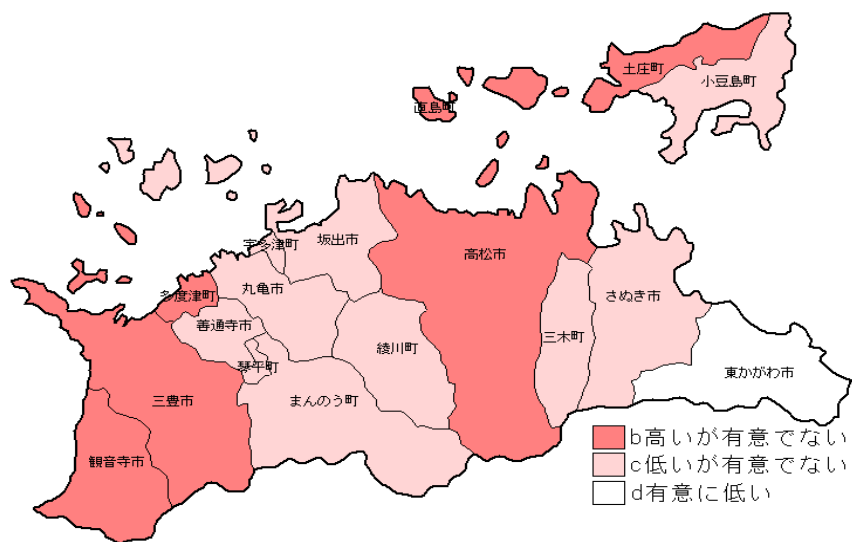 土庄町
小豆島町
直島町
宇多津町
坂出市
高松市
多度津町
丸亀市
さぬき市
善通寺市
綾川町
三木町
琴平町
東かがわ市
三豊市
まんのう町
観音寺市
b高いが有意でない
c低いが有意でない
d有意に低い